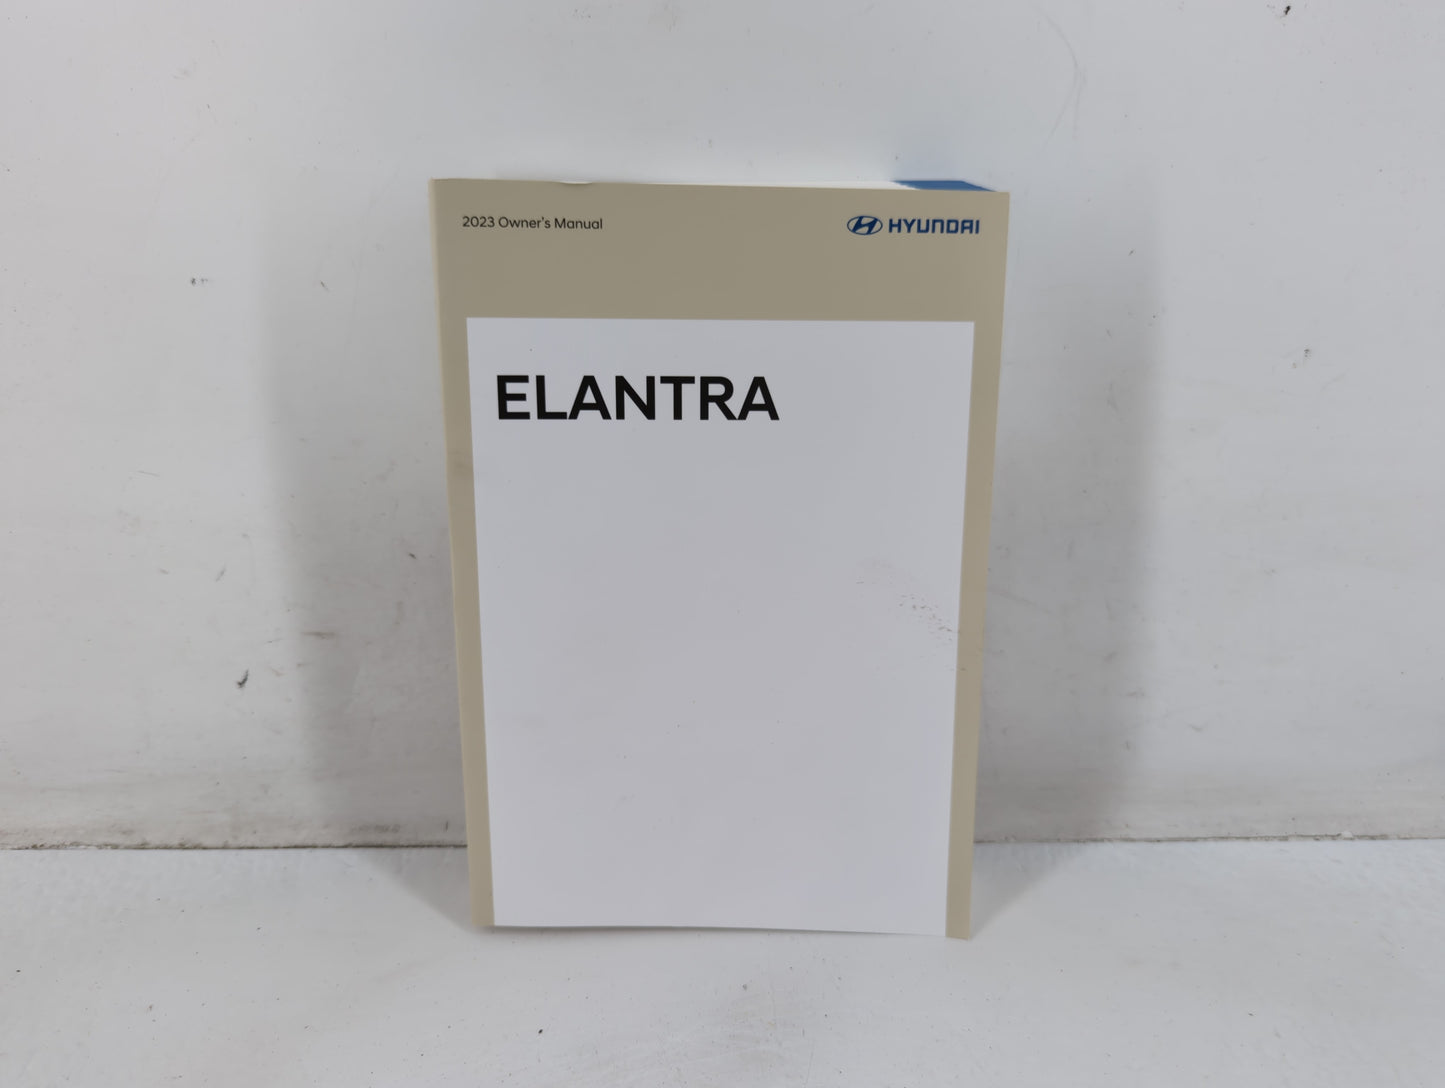 2023 Owner's Manual
HYUNDAI
ELANTRA